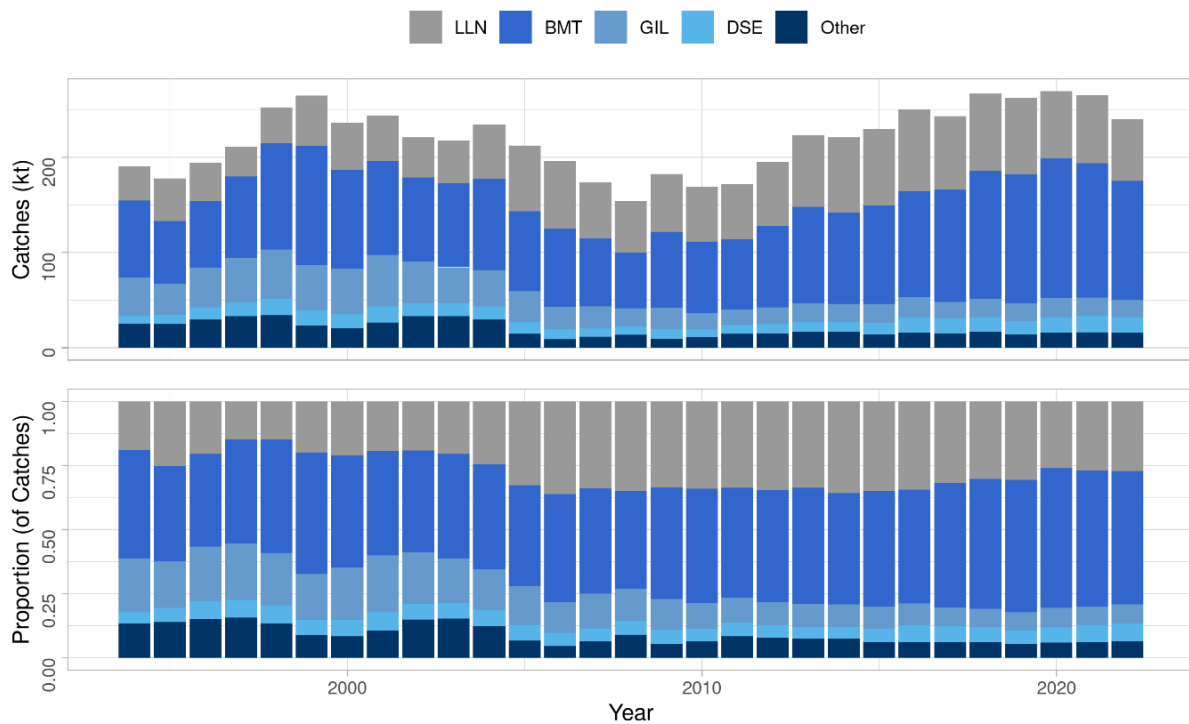 LLN BMT GIL DSE Other
Catches (kt)
200
100
0
Proportion (of Catches)
1.00
0.75
0.50
0.25
0.00
2000 2010 2020
Year